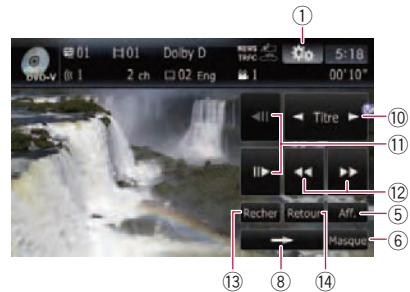 ①
01 01 Dolby D NEWS TRFC 5:18
DVD-V 1 2 ch 02 Eng 1 00'10"
Titre ⑩
⑪
⑫
Recher Retour Aff. ⑤
Masque ⑥
⑬ ⑧ ⑭